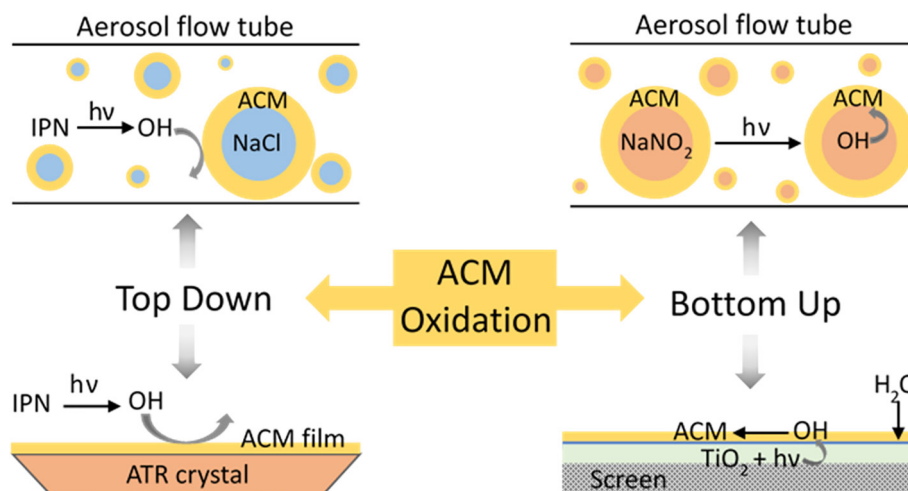 Aerosol flow tube
IPN
hν
OH
ACM
NaCl
Aerosol flow tube
ACM
NaNO₂
hν
ACM
OH
Top Down
ACM
Oxidation
Bottom Up
IPN
hν
OH
ACM film
ATR crystal
ACM
OH
TiO₂ + hν
Screen